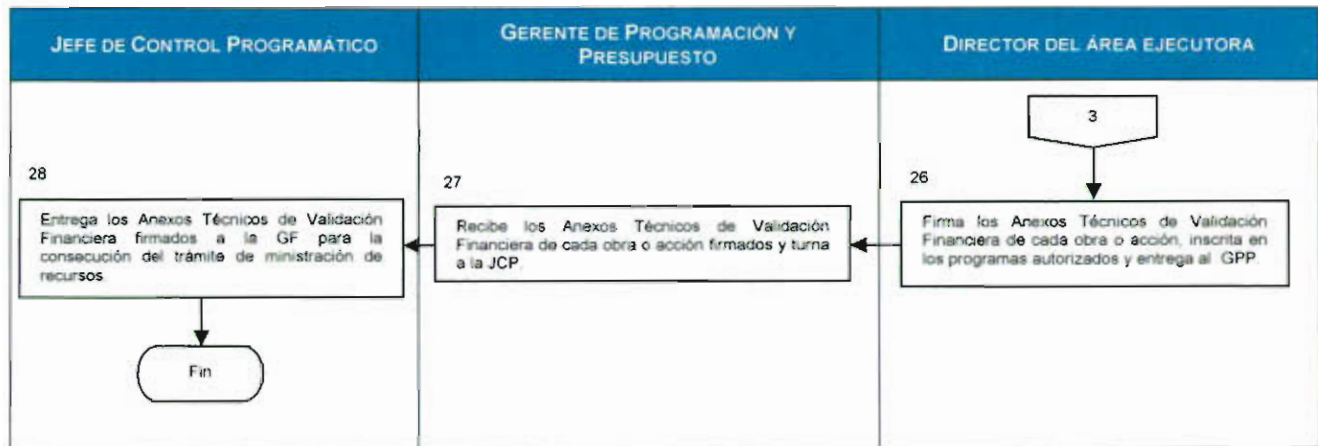 JEFE DE CONTROL PROGRAMÁTICO
GERENTE DE PROGRAMACIÓN Y
PRESUPUESTO
DIRECTOR DEL ÁREA EJECUTORA
3
28
Entrega los Anexos Técnicos de Validación
Financiera firmados a la GF para la
consecución del trámite de ministración de
recursos.
27
Recibe los Anexos Técnicos de Validación
Financiera de cada obra o acción firmados y turna
a la JCP.
26
Firma los Anexos Técnicos de Validación
Financiera de cada obra o acción, inscrita en
los programas autorizados y entrega al GPP.
Fin